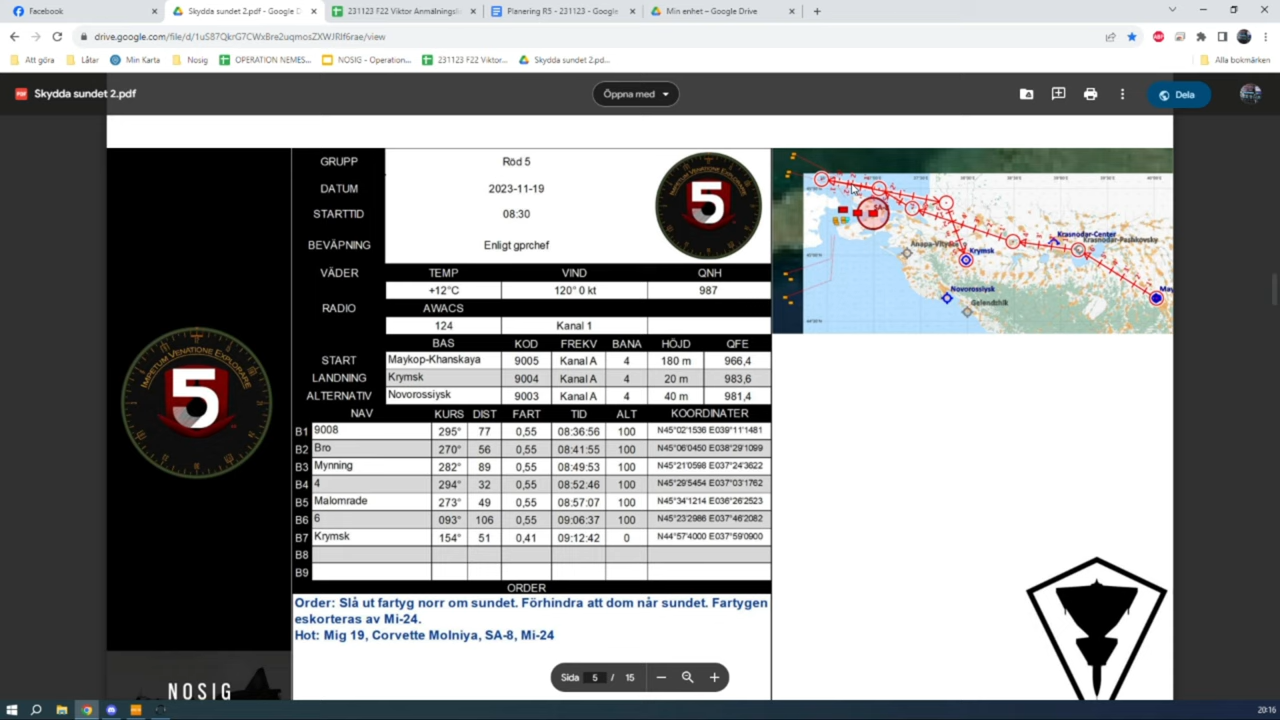 Facebook
Skydda sundet 2.pdf - Google D
231123 F22 Viktor Anmälningsl
Planering R5 - 231123 - Google
Min enhet – Google Drive
drive.google.com/file/d/1uS87QkrG7CWxBre2uqmosZXWJRlf6rae/view
Att göra
Låtar
Min Karta
Nosig
OPERATION NEMES...
NOSIG - Operation...
231123 F22 Viktor...
Skydda sundet 2.pd...
Alla bokmärken
Skydda sundet 2.pdf
Öppna med
Dela
GRUPP Röd 5
DATUM 2023-11-19
STARTTID 08:30
BEVÄPNING Enligt gprchef
VÄDER TEMP VIND QNH
+12°C 120° 0 kt 987
RADIO AWACS
124 Kanal 1
BAS KOD FREKV BANA HÖJD QFE
START Maykop-Khanskaya 9005 Kanal A 4 180 m 966,4
LANDNING Krymsk 9004 Kanal A 4 20 m 983,6
ALTERNATIV Novorossiysk 9003 Kanal A 4 40 m 981,4
NAV KURS DIST FART TID ALT KOORDINATER
B1 9008 295° 77 0,55 08:36:56 100 N45°02'1536 E039°11'1481
B2 Bro 270° 56 0,55 08:41:55 100 N45°06'0450 E038°29'1099
B3 Mynning 282° 89 0,55 08:49:53 100 N45°21'0598 E037°24'3622
B4 4 294° 32 0,55 08:52:46 100 N45°29'5454 E037°03'1762
B5 Malomrade 273° 49 0,55 08:57:07 100 N45°34'1214 E036°26'2523
B6 6 093° 106 0,55 09:06:37 100 N45°23'2986 E037°46'2082
B7 Krymsk 154° 51 0,41 09:12:42 0 N44°57'4000 E037°59'0900
B8
B9
ORDER
Order: Slå ut fartyg norr om sundet. Förhindra att dom når sundet. Fartygen
eskorteras av Mi-24.
Hot: Mig 19, Corvette Molniya, SA-8, Mi-24
IMPETUM VENATIONE EXPLORARE
5
IMPETUM VENATIONE EXPLORARE
5
Krasnodar-Center
Krasnodar-Pashkovsky
Krymsk
Novorossiysk
Gelendzhik
NOSIG
Sida 5 / 15
20:16